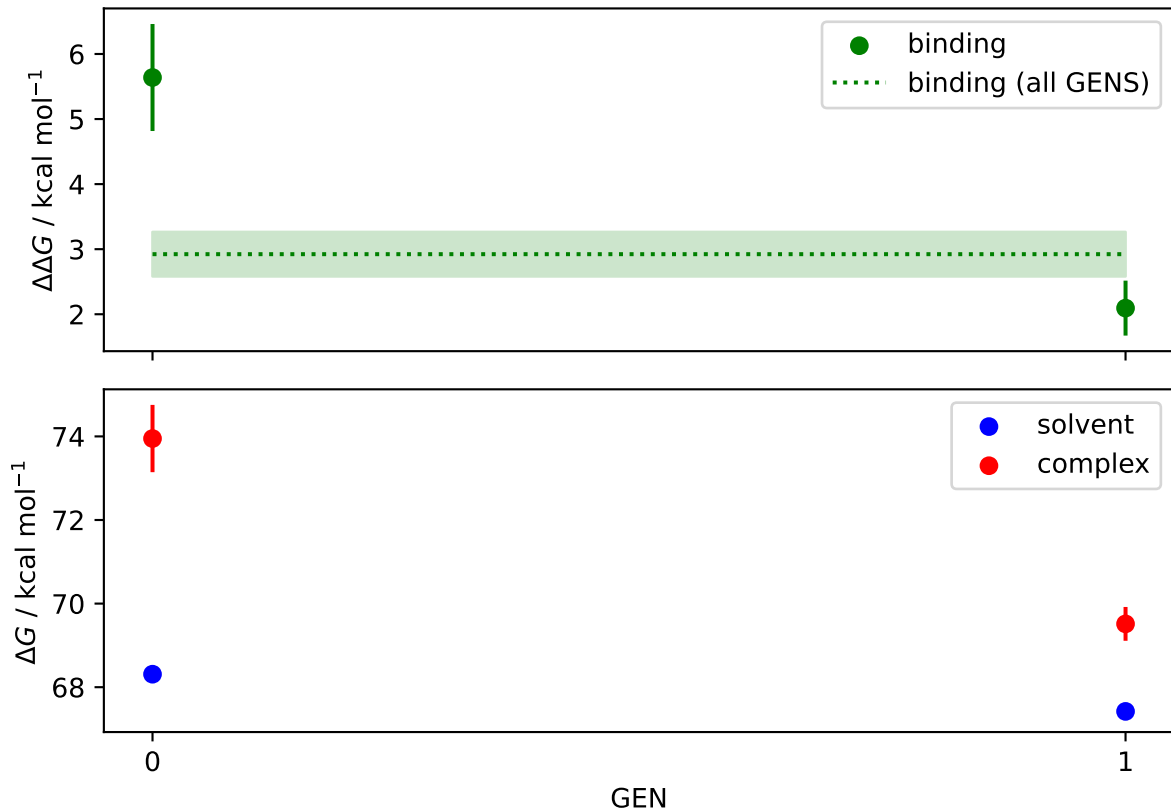 6
5
4
3
2
ΔΔG / kcal mol⁻¹
binding
binding (all GENS)
74
72
70
68
ΔG / kcal mol⁻¹
solvent
complex
0
1
GEN